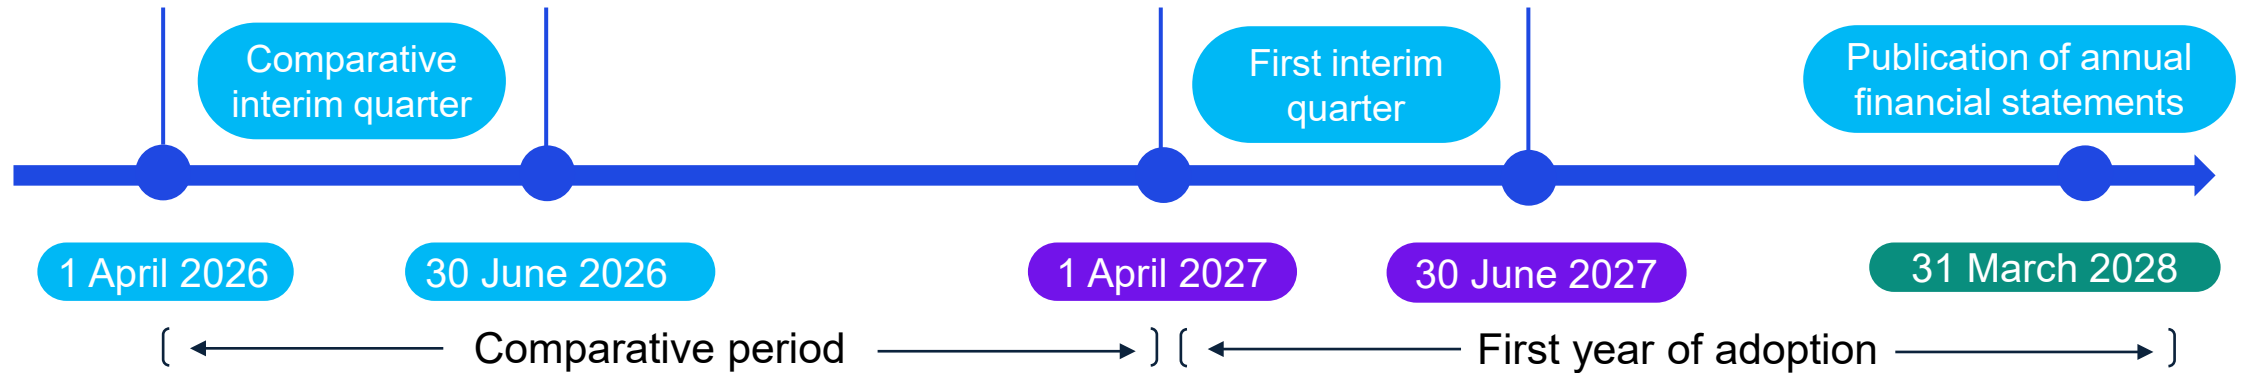 Comparative
interim quarter
First interim
quarter
Publication of annual
financial statements
1 April 2026
30 June 2026
1 April 2027
30 June 2027
31 March 2028
Comparative period
First year of adoption